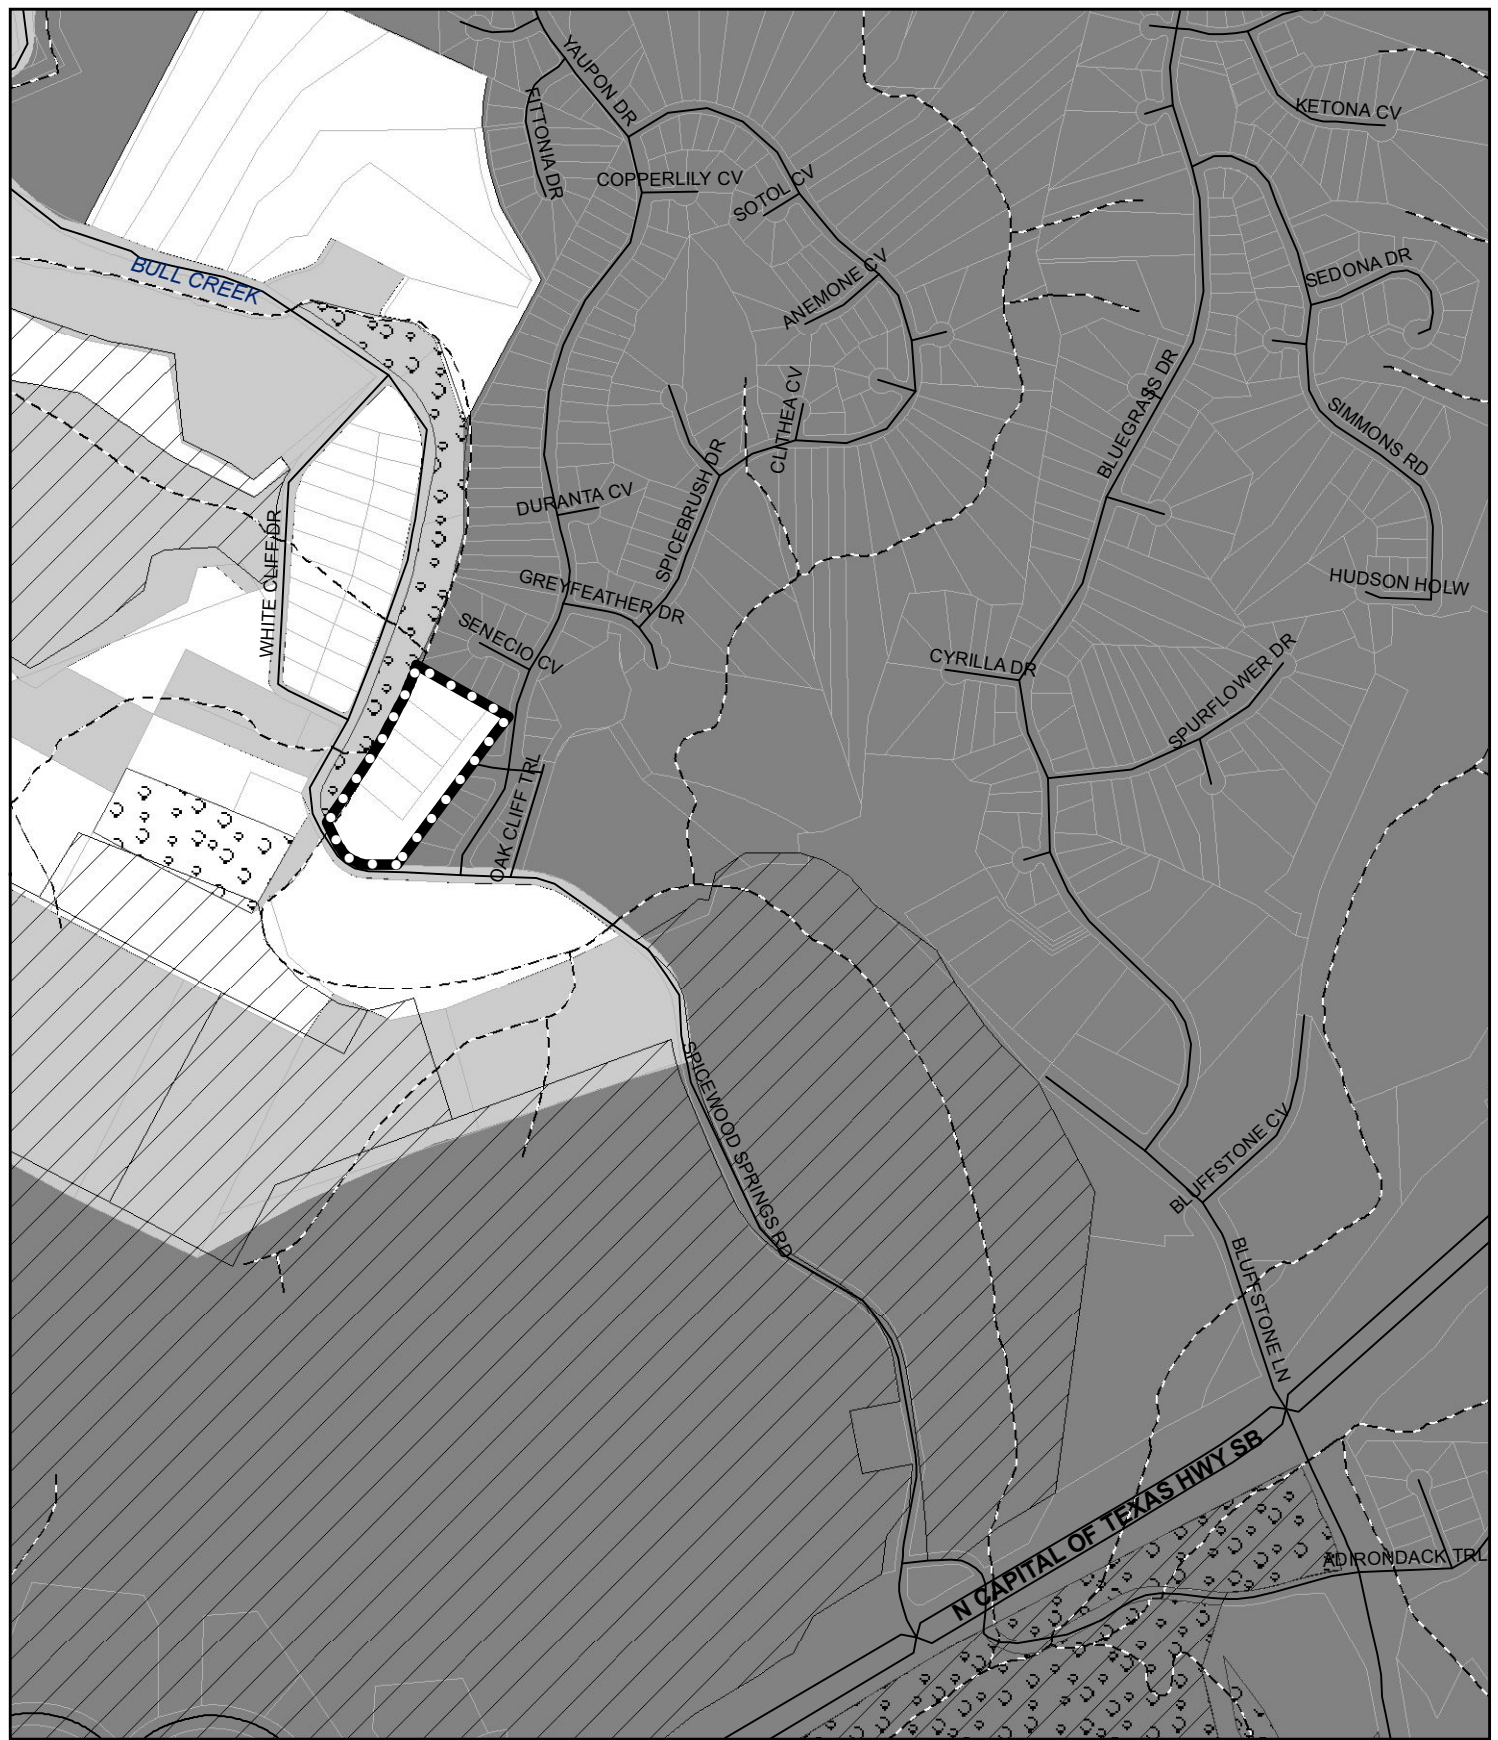 YAUPON DR
FITTONIA DR
KETONA CV
COPPERLILY CV
SOTOL CV
BULL CREEK
ANEMONE CV
SEDONA DR
BLUEGRASS DR
CLITHEA CV
SIMMONS RD
SPICEBRUSH DR
DURANTA CV
WHITE CLIFF DR
GREYFEATHER DR
HUDSON HOLW
SENECIO CV
CYRILLA DR
SPURFLOWER DR
OAK CLIFF TRL
SPICEWOOD SPRINGS RD
BLUFFSTONE CV
BLUFFSTONE LN
N CAPITAL OF TEXAS HWY SB
ADIRONDACK TRL